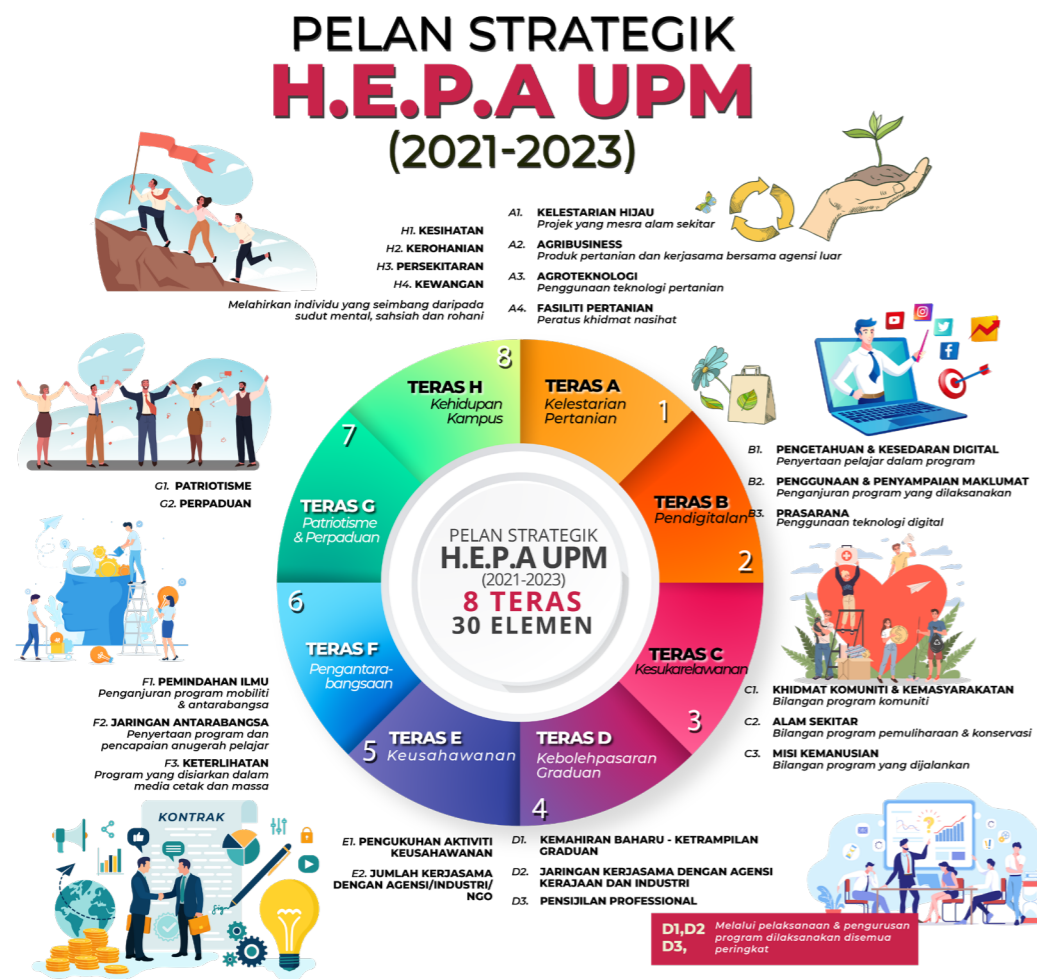 PELAN STRATEGIK
H.E.P.A UPM
(2021-2023)
H1. KESIHATAN
H2. KEROHANIAN
H3. PERSEKITARAN
H4. KEWANGAN
Melahirkan individu yang seimbang daripada
sudut mental, sahsiah dan rohani
A1. KELESTARIAN HIJAU
Projek yang mesra alam sekitar
A2. AGRIBUSINESS
Produk pertanian dan kerjasama bersama agensi luar
A3. AGROTEKNOLOGI
Penggunaan teknologi pertanian
A4. FASILITI PERTANIAN
Peratus khidmat nasihat
8
TERAS H
Kehidupan
Kampus
TERAS A
Kelestarian
Pertanian
1
7
TERAS G
Patriotisme
& Perpaduan
TERAS B
Pendigitalan
2
G1. PATRIOTISME
G2. PERPADUAN
B1. PENGETAHUAN & KESEDARAN DIGITAL
Penyertaan pelajar dalam program
B2. PENGGUNAAN & PENYAMPAIAN MAKLUMAT
Penganjuran program yang dilaksanakan
B3. PRASARANA
Penggunaan teknologi digital
PELAN STRATEGIK
H.E.P.A UPM
(2021-2023)
8 TERAS
30 ELEMEN
6
TERAS F
Pengantara-
bangsaan
TERAS C
Kesukarelawanan
3
F1. PEMINDAHAN ILMU
Penganjuran program mobiliti
& antarabangsa
F2. JARINGAN ANTARABANGSA
Penyertaan program dan
pencapaian anugerah pelajar
F3. KETERLIHATAN
Program yang disiarkan dalam
media cetak dan massa
C1. KHIDMAT KOMUNITI & KEMASYARAKATAN
Bilangan program komuniti
C2. ALAM SEKITAR
Bilangan program pemuliharaan & konservasi
C3. MISI KEMANUSIAN
Bilangan program yang dijalankan
5
TERAS E
Keusahawanan
TERAS D
Kebolehpasaran
Graduan
4
KONTRAK
E1. PENGUKUHAN AKTIVITI
KEUSAHAWANAN
E2. JUMLAH KERJASAMA
DENGAN AGENSI/INDUSTRI/
NGO
D1. KEMAHIRAN BAHARU - KETRAMPILAN
GRADUAN
D2. JARINGAN KERJASAMA DENGAN AGENSI
KERAJAAN DAN INDUSTRI
D3. PENSIJILAN PROFESSIONAL
D1,D2
D3,
Melalui pelaksanaan & pengurusan
program dilaksanakan disemua
peringkat